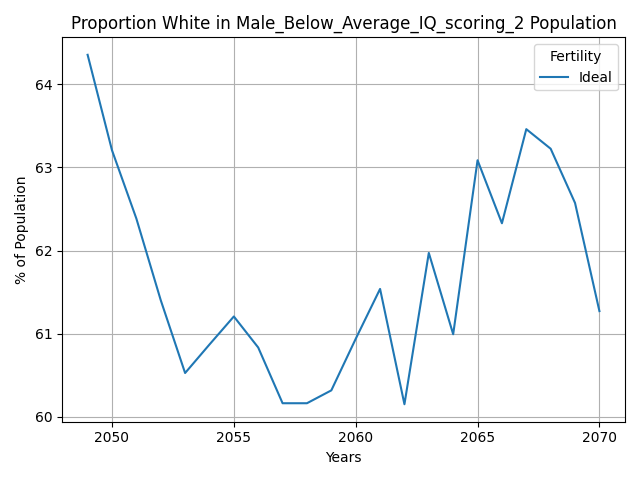 Proportion White in Male_Below_Average_IQ_scoring_2 Population
Fertility
Ideal
% of Population
64
63
62
61
60
2050 2055 2060 2065 2070
Years